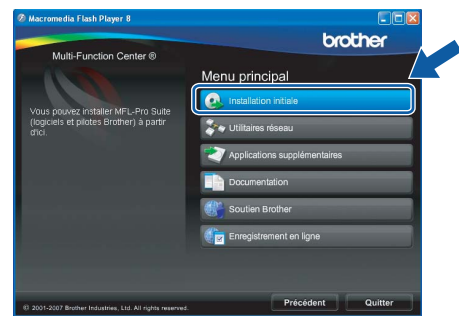 Macromedia Flash Player 8
brother
Multi-Function Center ®
Menu principal
Vous pouvez installer MFL-Pro Suite
(logiciels et pilotes Brother) à partir
d'ici.
Installation initiale
Utilitaires réseau
Applications supplémentaires
Documentation
Soutien Brother
Enregistrement en ligne
© 2001-2007 Brother Industries, Ltd. All rights reserved.
Précédent
Quitter